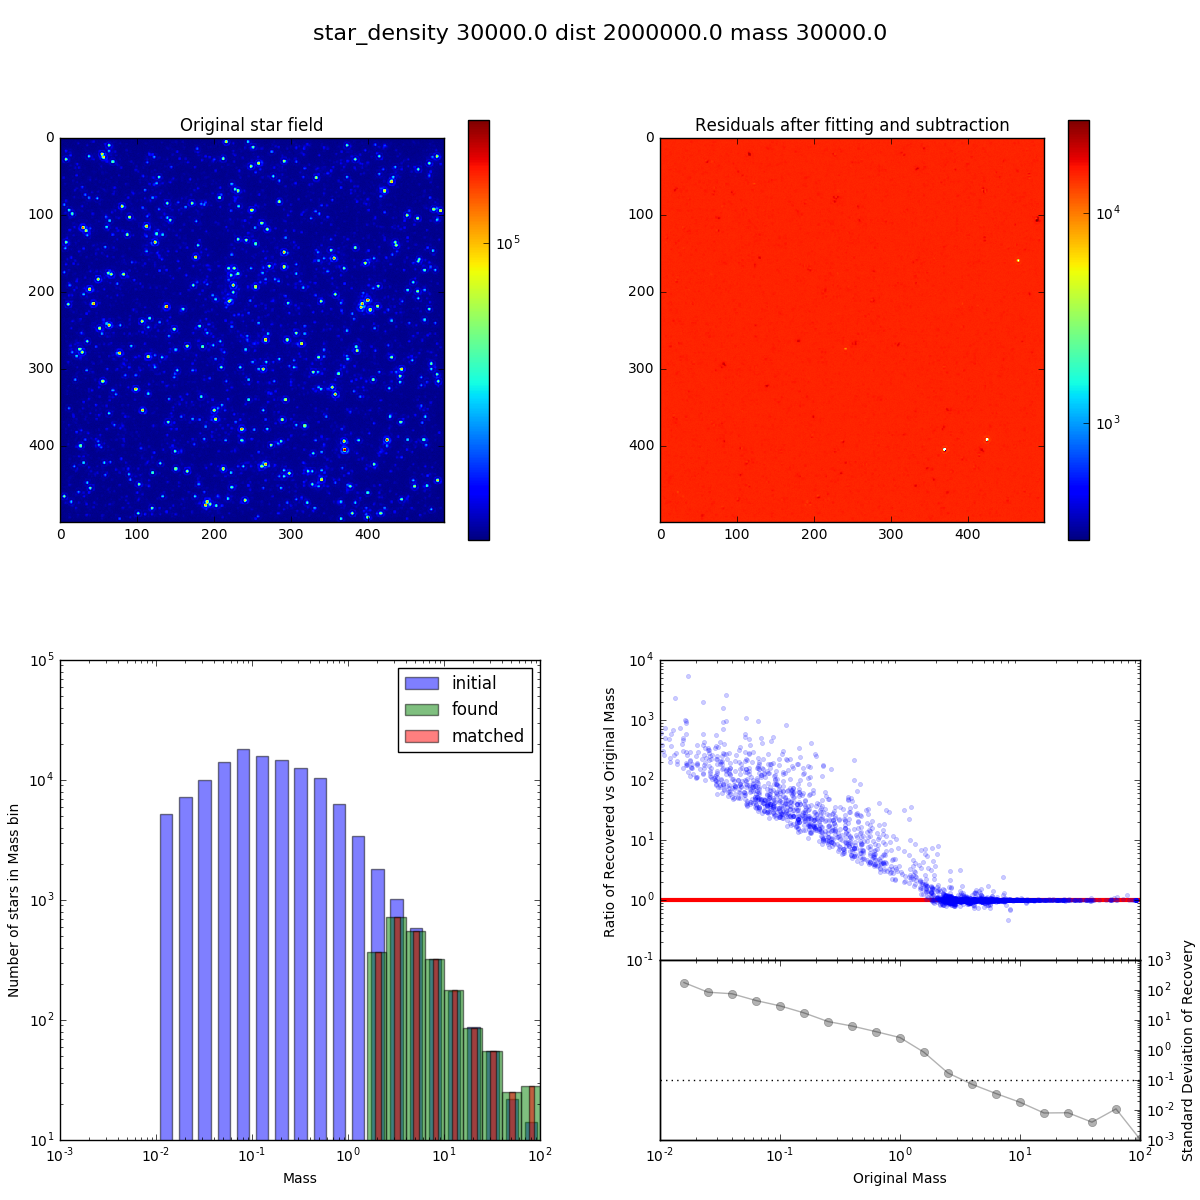 star_density 30000.0 dist 2000000.0 mass 30000.0
Original star field
0
100
200
300
400
0 100 200 300 400
10^5
Residuals after fitting and subtraction
0
100
200
300
400
0 100 200 300 400
10^4
10^3
Number of stars in Mass bin
10^5
10^4
10^3
10^2
10^1
initial
found
matched
10^-3 10^-2 10^-1 10^0 10^1 10^2
Mass
Ratio of Recovered vs Original Mass
10^4
10^3
10^2
10^1
10^0
10^-1
10^3
10^2
10^1
10^0
10^-1
10^-2
10^-3
Standard Deviation of Recovery
10^-2 10^-1 10^0 10^1 10^2
Original Mass